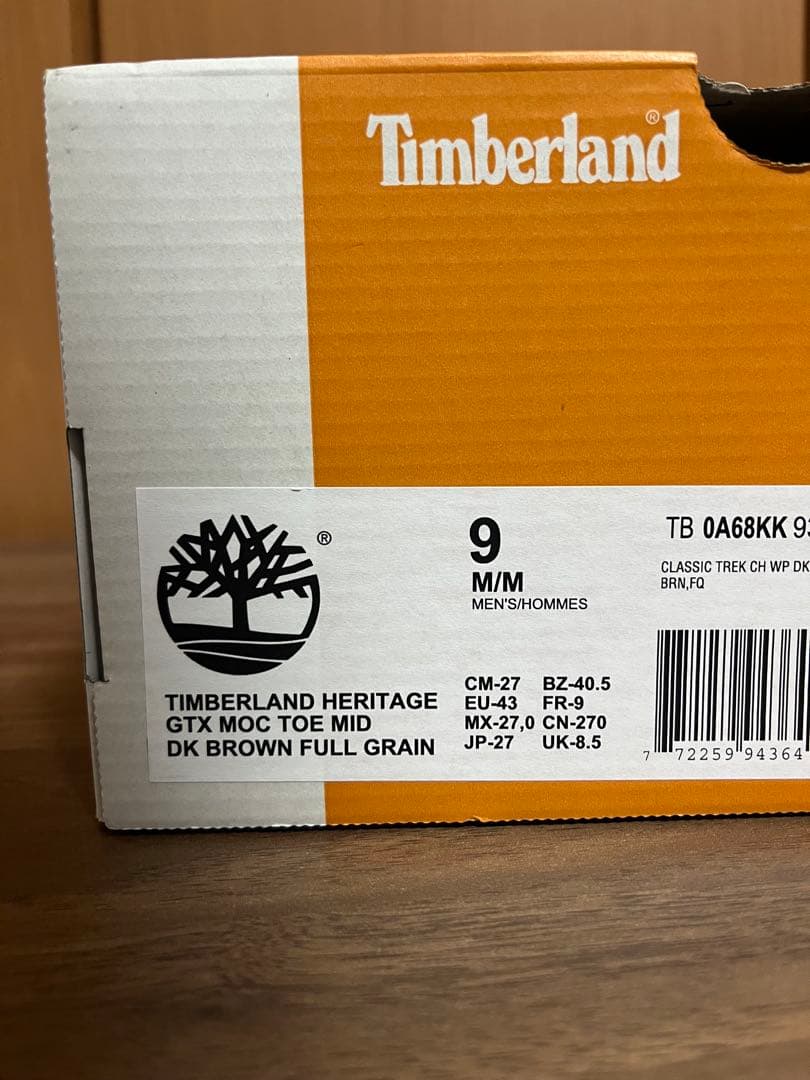 Timberland®
®
TIMBERLAND HERITAGE
GTX MOC TOE MID
DK BROWN FULL GRAIN
9
M/M
MEN'S/HOMMES
CM-27 BZ-40.5
EU-43 FR-9
MX-27,0 CN-270
JP-27 UK-8.5
TB 0A68KK
CLASSIC TREK CH WP DK
BRN,FQ
7 72259 94364